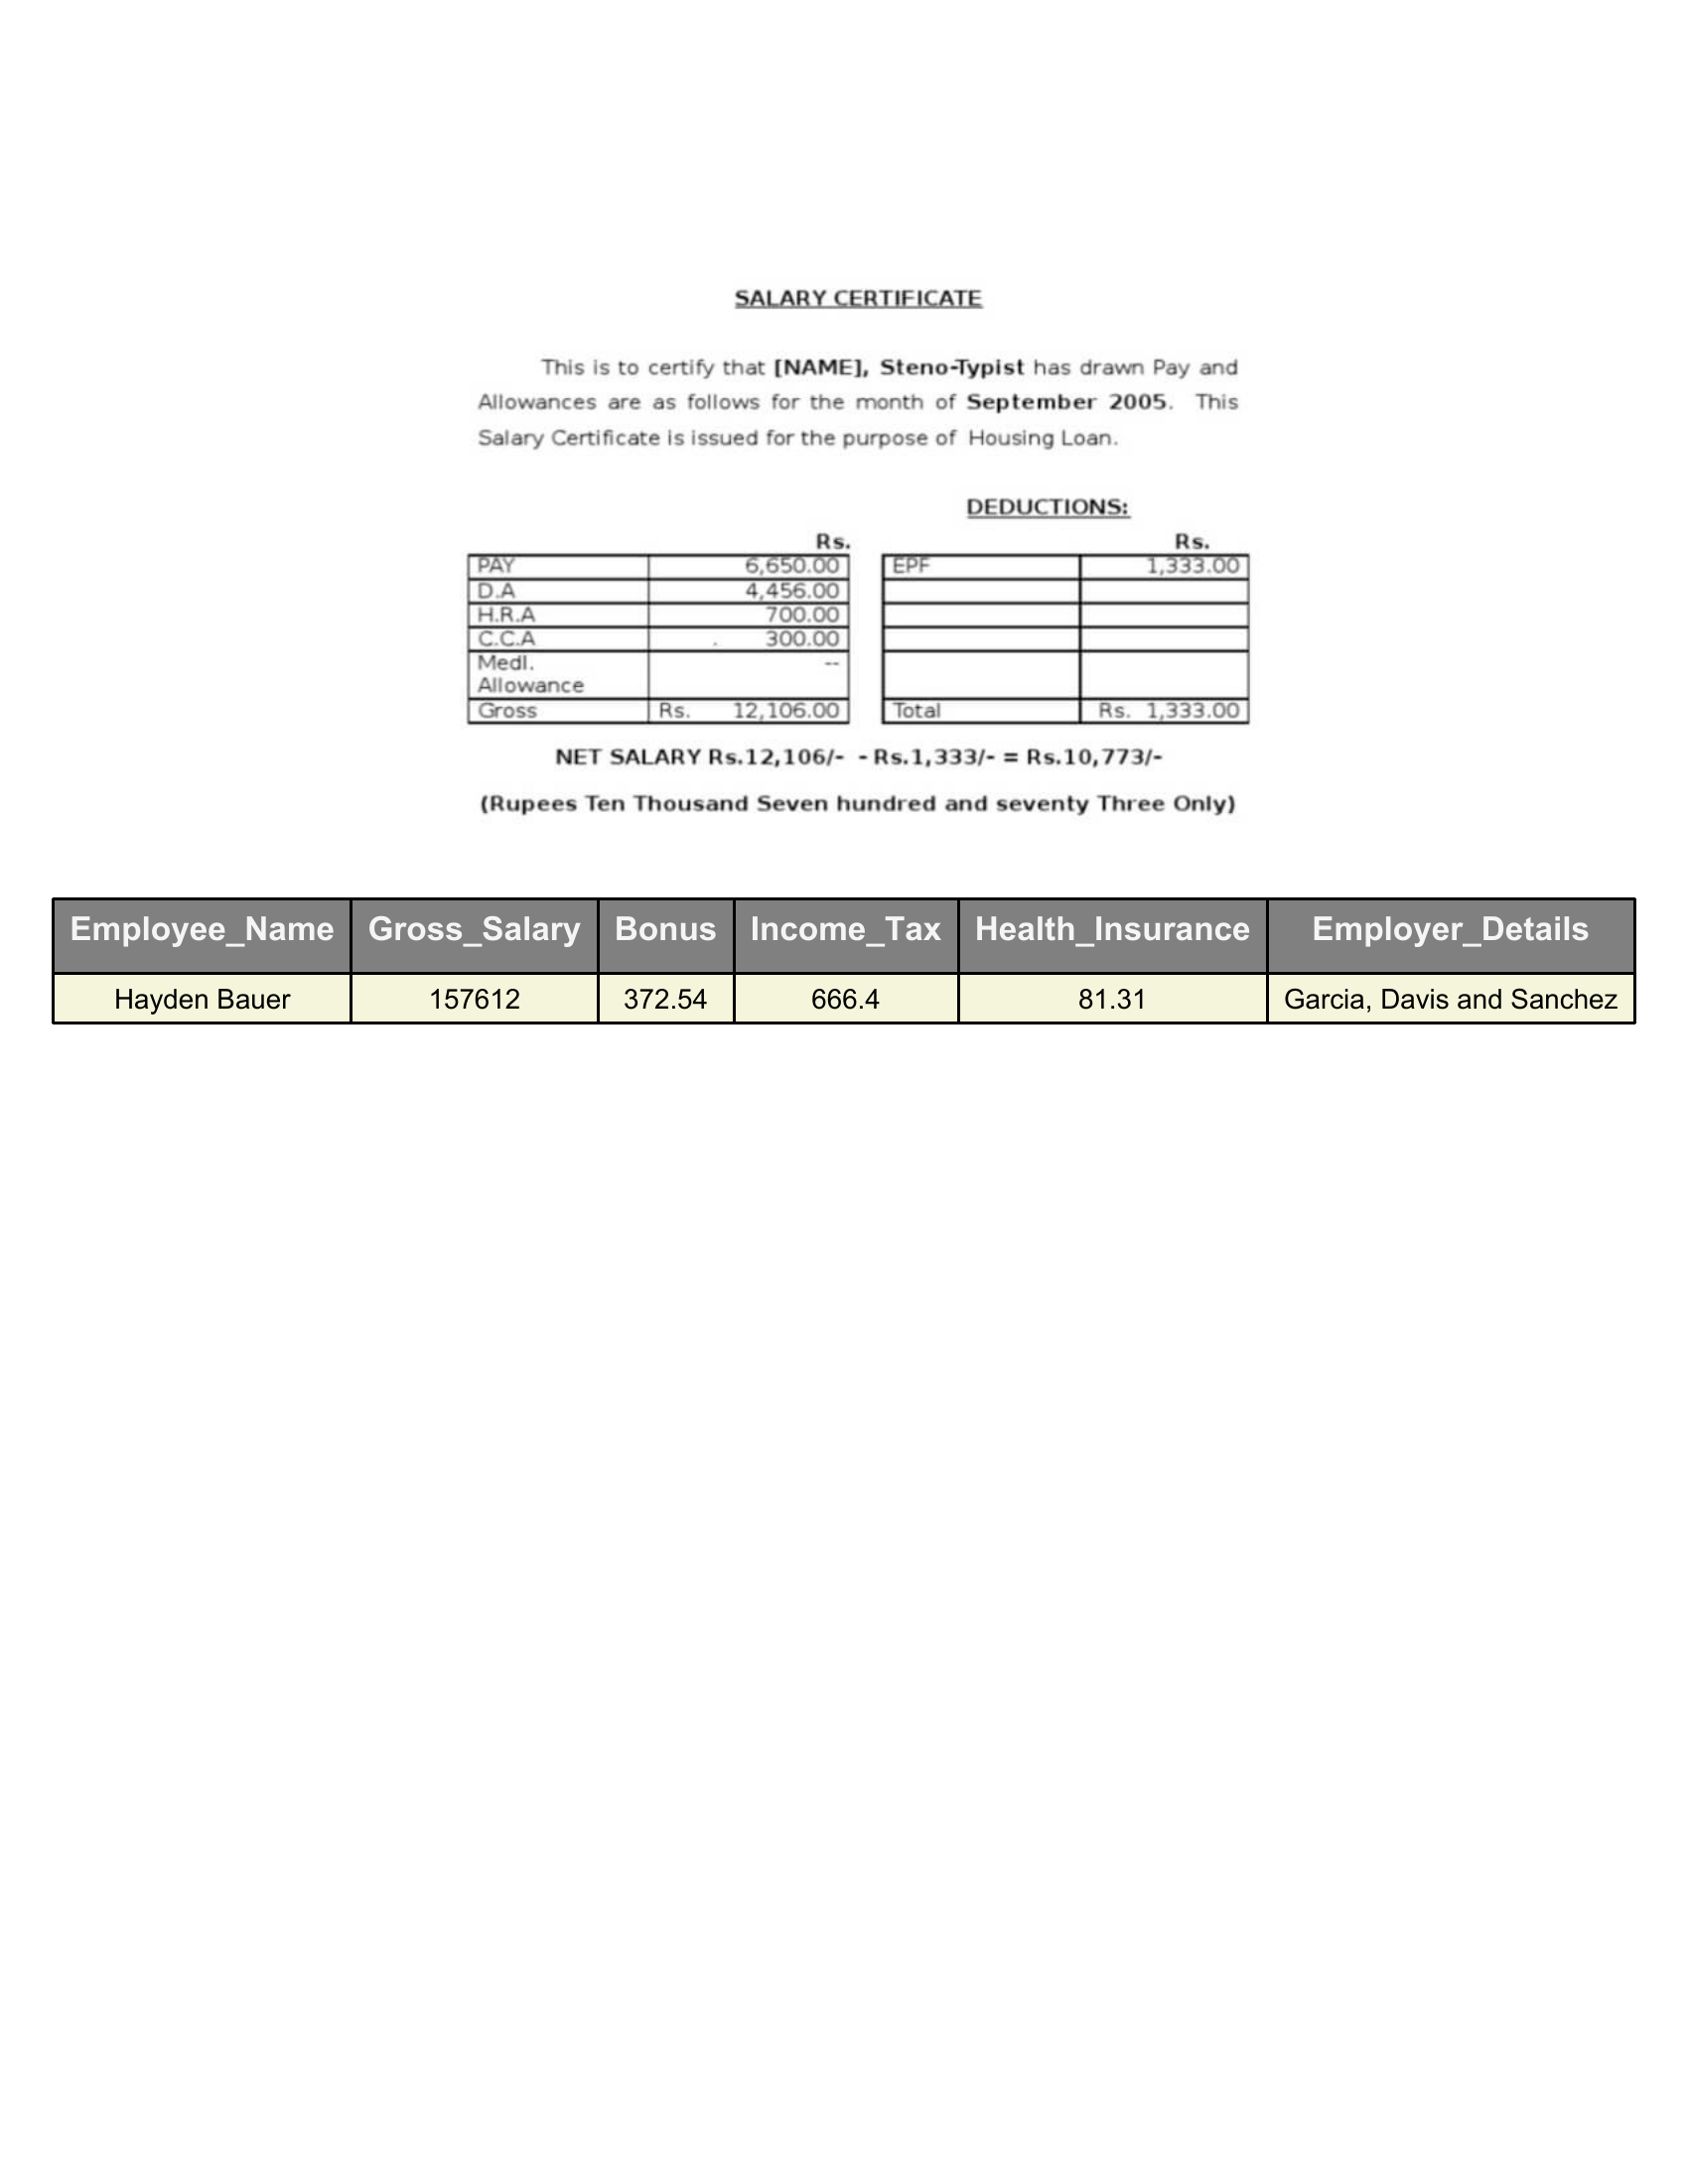 SALARY CERTIFICATE
This is to certify that [NAME], Steno-Typist has drawn Pay and
Allowances are as follows for the month of September 2005. This
Salary Certificate is issued for the purpose of Housing Loan.
DEDUCTIONS:
Rs. Rs.
PAY 6,650.00 EPF 1,333.00
D.A 4,456.00
H.R.A 700.00
C.C.A . 300.00
Medl. --
Allowance
Gross Rs. 12,106.00 Total Rs. 1,333.00
NET SALARY Rs.12,106/- - Rs.1,333/- = Rs.10,773/-
(Rupees Ten Thousand Seven hundred and seventy Three Only)
Employee_Name Gross_Salary Bonus Income_Tax Health_Insurance Employer_Details
Hayden Bauer 157612 372.54 666.4 81.31 Garcia, Davis and Sanchez